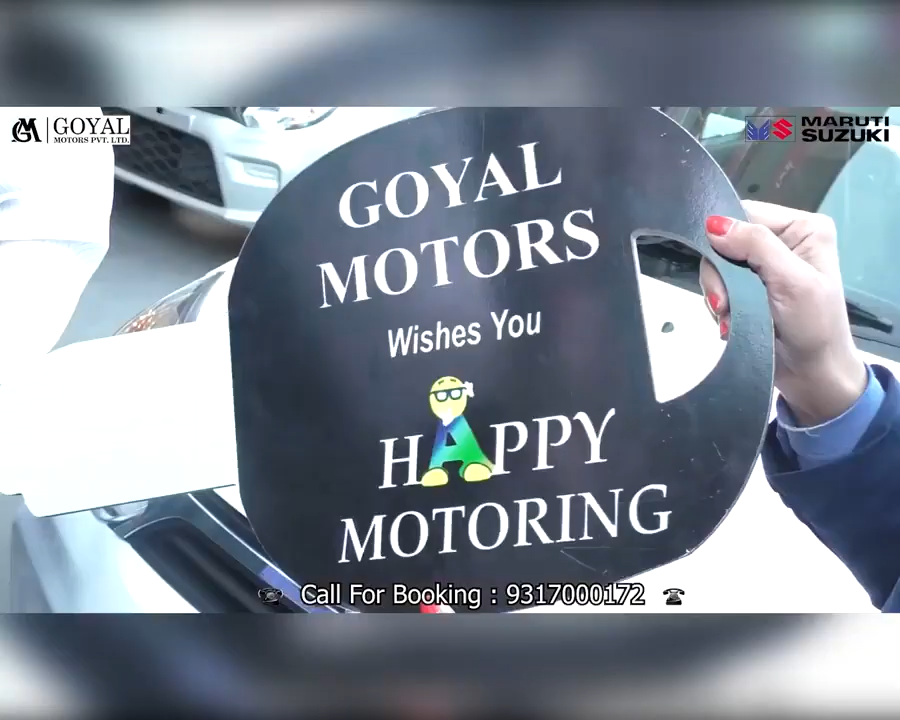 GOYAL
MOTORS PVT. LTD.
MARUTI
SUZUKI
GOYAL
MOTORS
Wishes You
HAPPY
MOTORING
Call For Booking : 9317000172